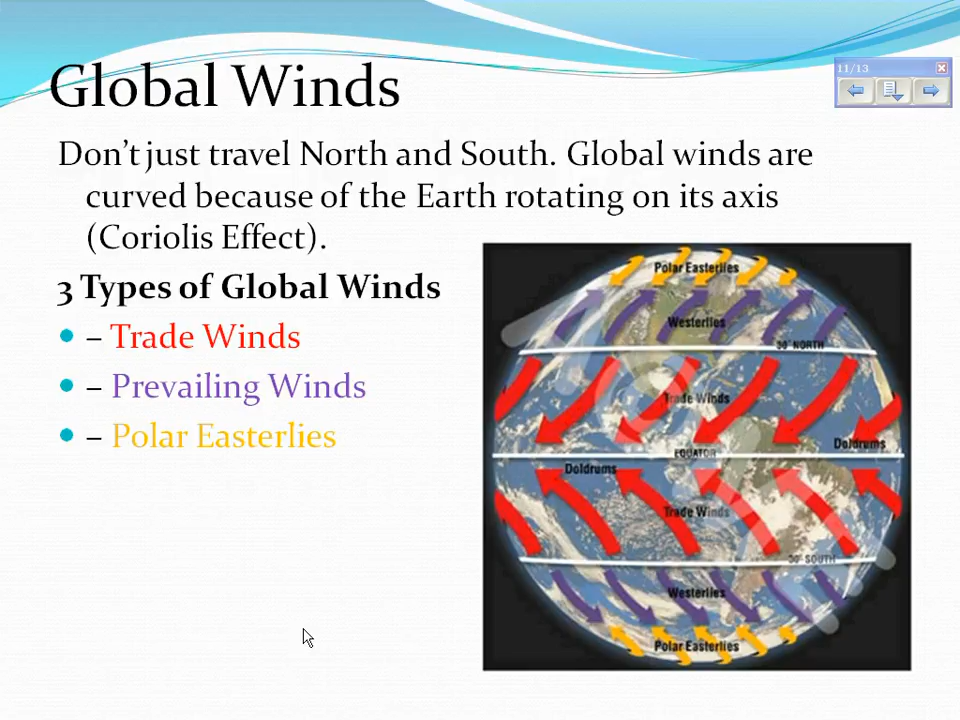 Global Winds
11/13
Don't just travel North and South. Global winds are
curved because of the Earth rotating on its axis
(Coriolis Effect).
3 Types of Global Winds
– Trade Winds
– Prevailing Winds
– Polar Easterlies
Polar Easterlies
Westerlies
30° NORTH
Trade Winds
Doldrums
EQUATOR
Doldrums
Trade Winds
30° SOUTH
Westerlies
Polar Easterlies